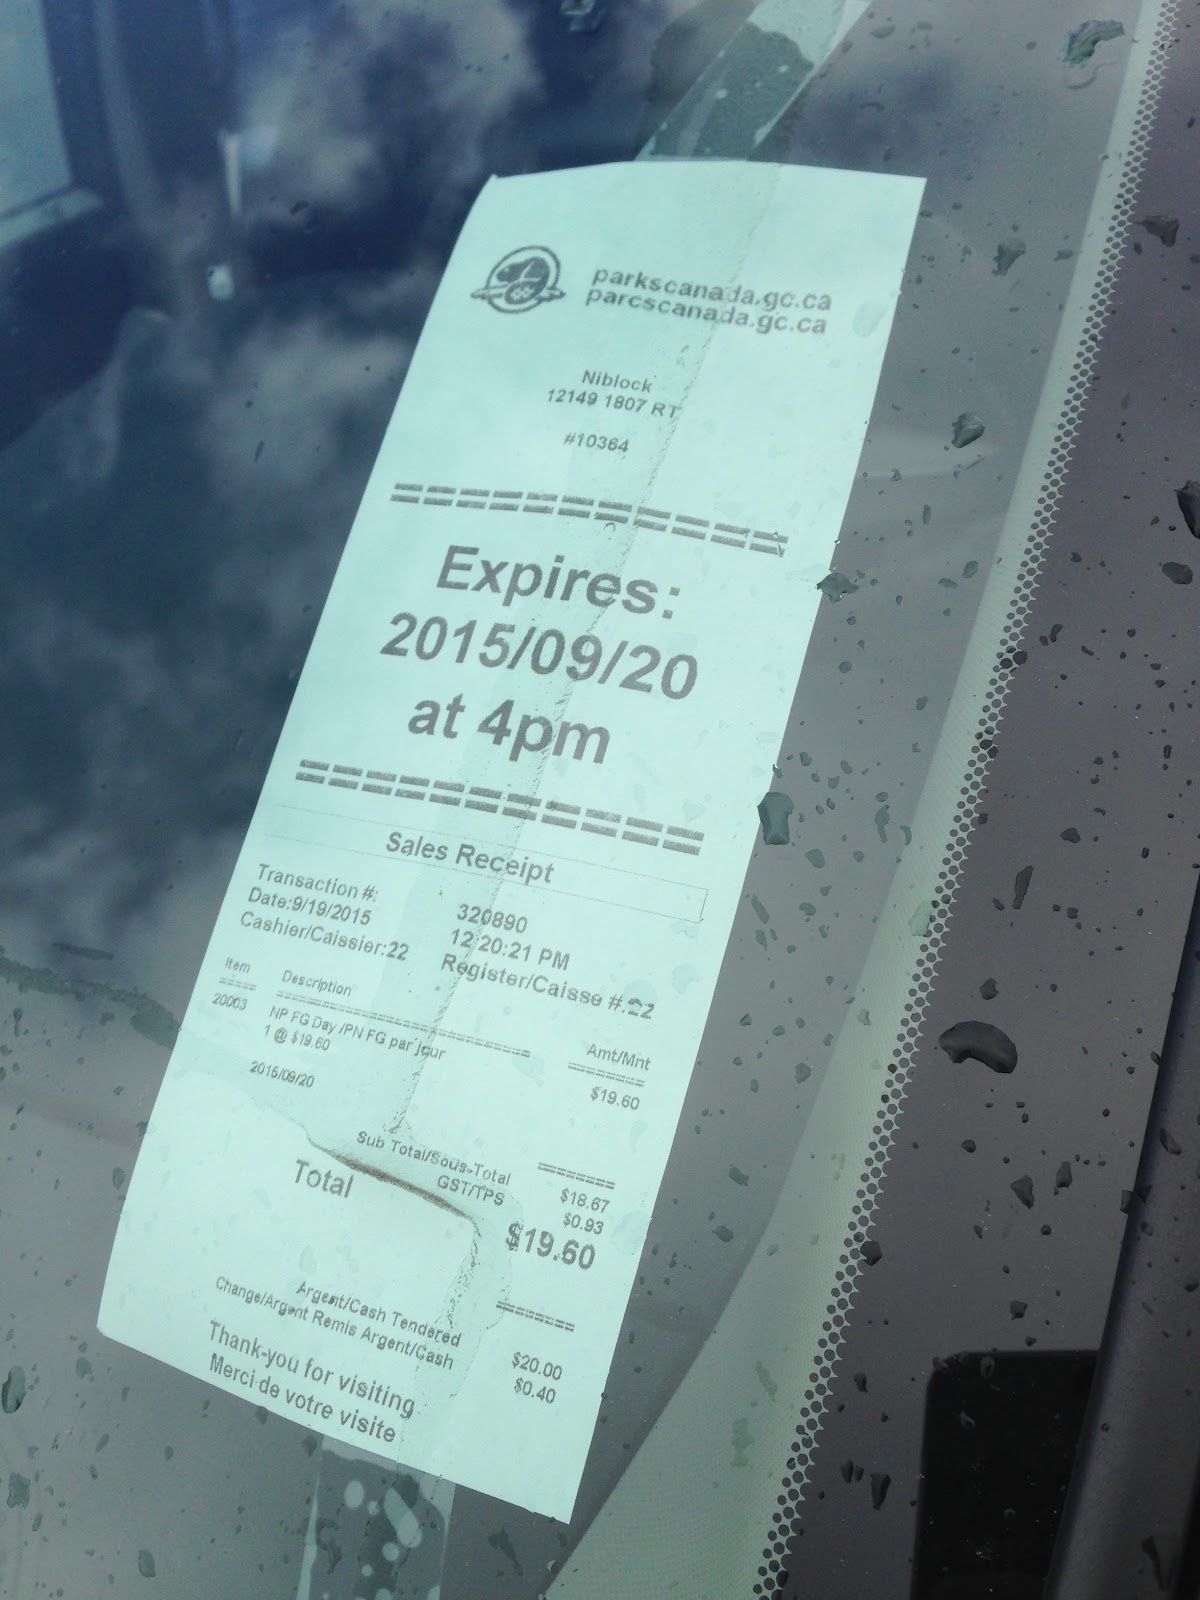 parkscanada.gc.ca
parcscanada.gc.ca
Niblock
12149 1807 RT
#10364
Expires:
2015/09/20
at 4pm
Sales Receipt
Transaction #: 320890
Date:9/19/2015 12:20:21 PM
Cashier/Caissier:22 Register/Caisse #:22
Item Description Amt/Mnt
20003 NP FG Day /PN FG par jour $19.60
1 @ $19.60
2015/09/20
Sub Total/Sous-Total $18.67
GST/TPS $0.93
Total $19.60
Argent/Cash Tendered $20.00
Change/Argent Remis Argent/Cash $0.40
Thank-you for visiting
Merci de votre visite